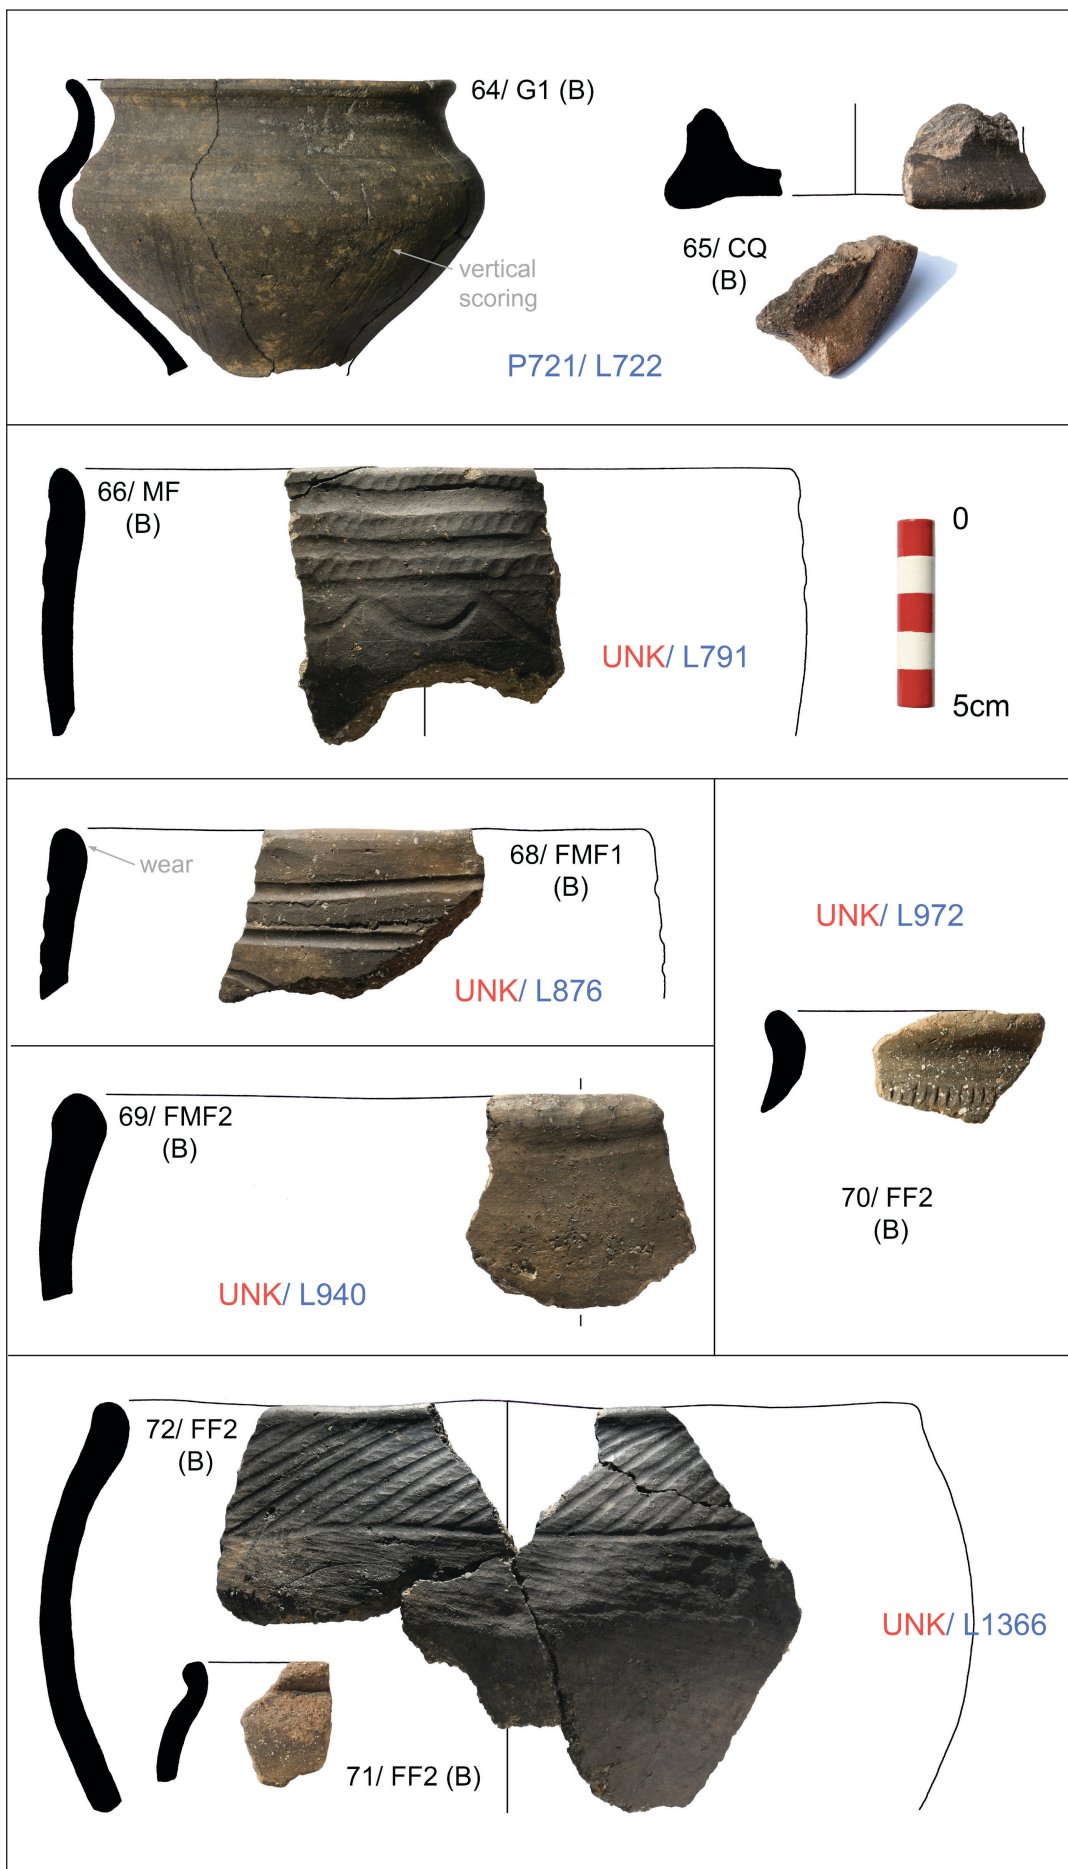 64/ G1 (B)
vertical
scoring
65/ CQ
(B)
P721/ L722
66/ MF
(B)
UNK/ L791
0
5cm
wear
68/ FMF1
(B)
UNK/ L876
UNK/ L972
69/ FMF2
(B)
UNK/ L940
70/ FF2
(B)
72/ FF2
(B)
UNK/ L1366
71/ FF2 (B)